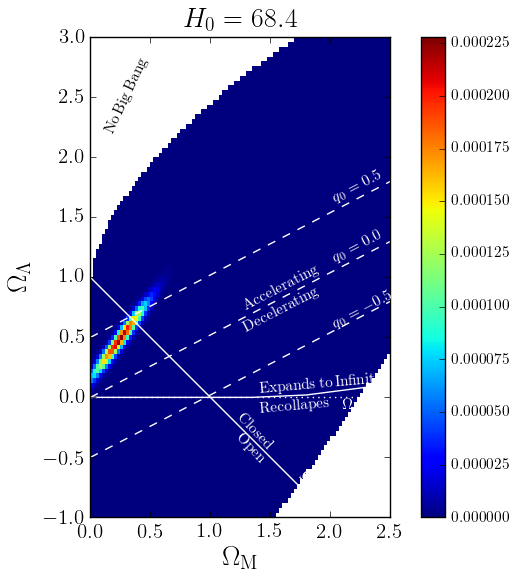 H₀ = 68.4
No Big Bang
q₀ = 0.5
q₀ = 0.0
Accelerating
Decelerating
q₀ = −0.5
Expands to Infinit
Recollapses Ω
Closed
Open
Ω_Λ
3.0
2.5
2.0
1.5
1.0
0.5
0.0
−0.5
−1.0
0.0 0.5 1.0 1.5 2.0 2.5
Ω_M
0.000225
0.000200
0.000175
0.000150
0.000125
0.000100
0.000075
0.000050
0.000025
0.000000